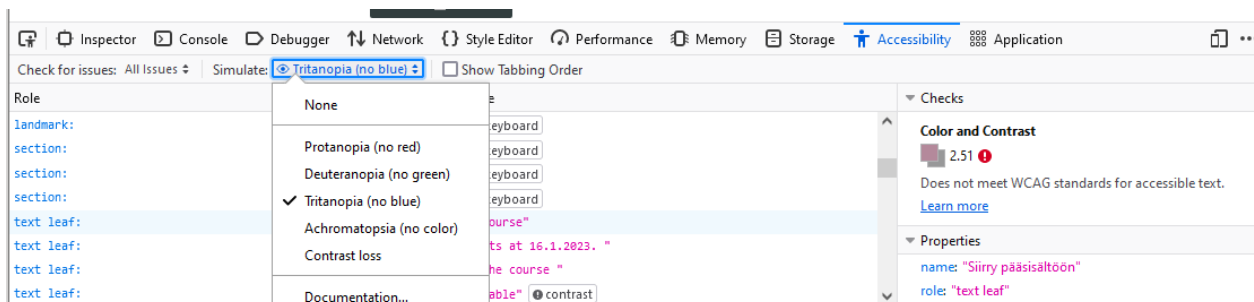 Inspector Console Debugger Network Style Editor Performance Memory Storage Accessibility Application
Check for issues: All Issues Simulate: Tritanopia (no blue) Show Tabbing Order
Role
Checks
None
landmark:
eyboard
Color and Contrast
section:
Protanopia (no red)
eyboard
2.51
section:
Deuteranopia (no green)
eyboard
Does not meet WCAG standards for accessible text.
section:
Tritanopia (no blue)
eyboard
Learn more
text leaf:
Achromatopsia (no color)
ourse"
text leaf:
Contrast loss
ts at 16.1.2023. "
Properties
text leaf:
he course "
name: "Siirry pääsisältöön"
text leaf:
Documentation...
able" contrast
role: "text leaf"